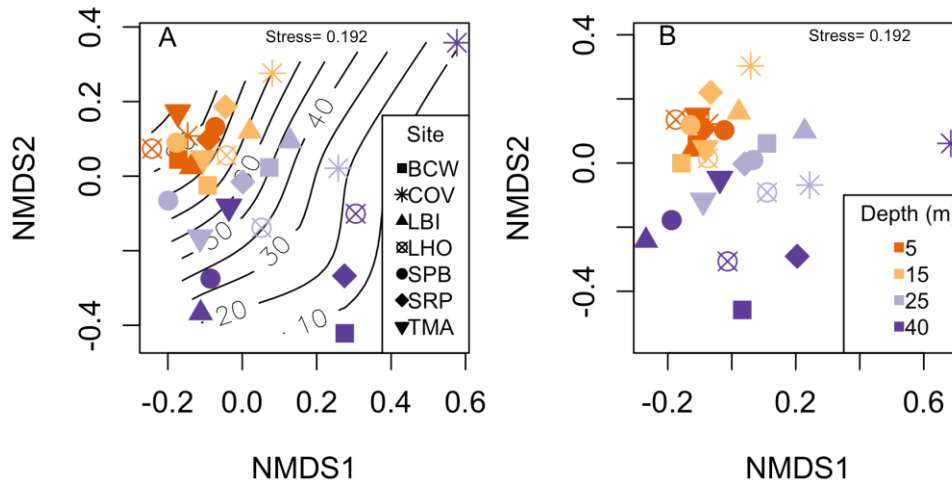 A
Stress= 0.192
NMDS2
0.4
0.2
0.0
-0.4
40
30
50
30
20
10
Site
BCW
COV
LBI
LHO
SPB
SRP
TMA
-0.2
0.0
0.2
0.4
0.6
NMDS1
B
Stress= 0.192
NMDS2
0.4
0.0
-0.4
Depth (m)
5
15
25
40
-0.2
0.2
0.6
NMDS1